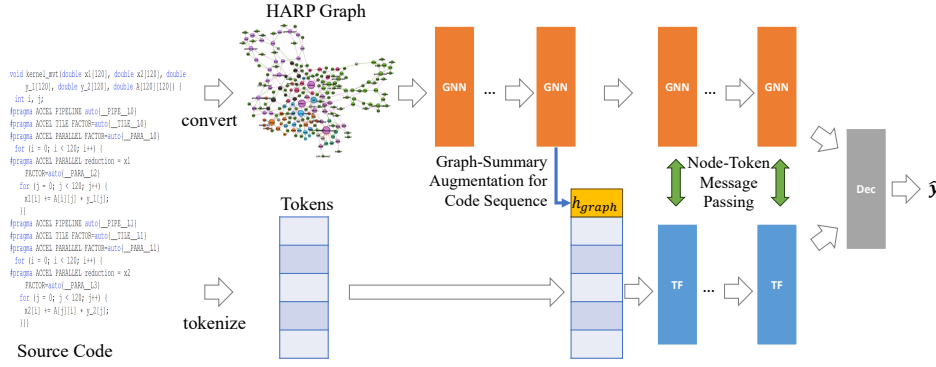 HARP Graph
void kernel_mvt(double x1[120], double x2[120], double
y_1[120], double y_2[120], double A[120][120]) {
int i, j;
#pragma ACCEL PIPELINE auto{__PIPE__L0}
#pragma ACCEL TILE FACTOR=auto{__TILE__L0}
#pragma ACCEL PARALLEL FACTOR=auto{__PARA__L0}
for (i = 0; i < 120; i++) {
#pragma ACCEL PARALLEL reduction = x1
FACTOR=auto{__PARA__L2}
for (j = 0; j < 120; j++) {
x1[i] += A[i][j] + y_1[j];
}}
#pragma ACCEL PIPELINE auto{__PIPE__L1}
#pragma ACCEL TILE FACTOR=auto{__TILE__L1}
#pragma ACCEL PARALLEL FACTOR=auto{__PARA__L1}
for (i = 0; i < 120; i++) {
#pragma ACCEL PARALLEL reduction = x2
FACTOR=auto{__PARA__L3}
for (j = 0; j < 120; j++) {
x2[i] += A[j][i] + y_2[j];
}}}
Source Code
convert
tokenize
Tokens
GNN
...
GNN
GNN
...
GNN
Graph-Summary
Augmentation for
Code Sequence
h_graph
Node-Token
Message
Passing
TF
...
TF
Dec
ŷ